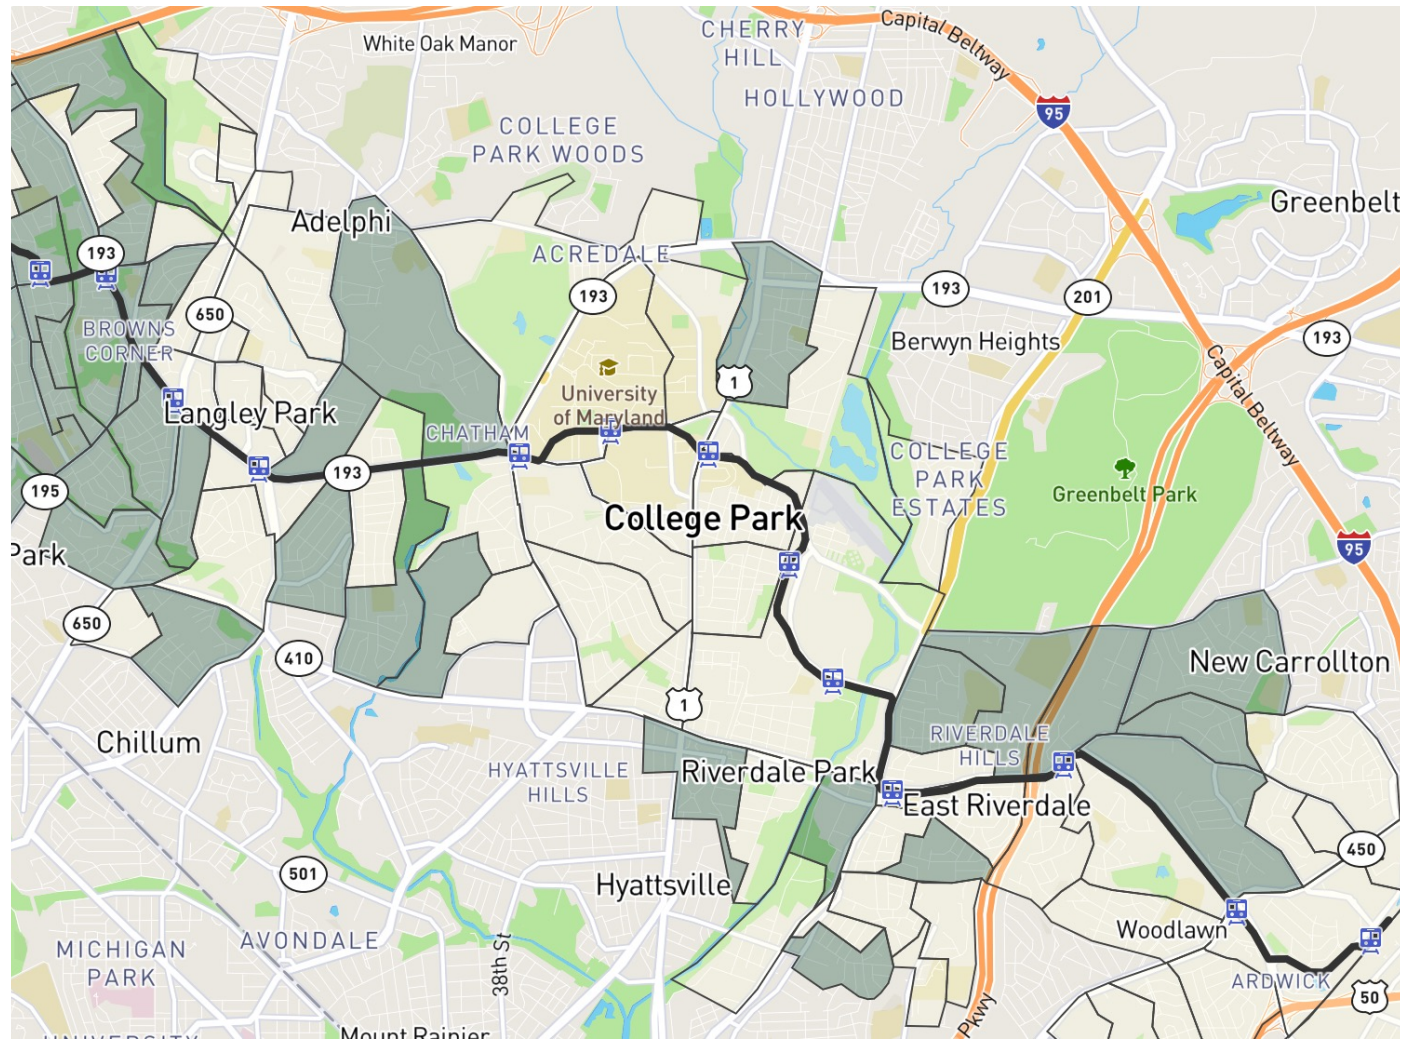 Capital Beltway
CHERRY
HILL
White Oak Manor
HOLLYWOOD
95
COLLEGE
PARK WOODS
Greenbelt
Adelphi
193
ACREDALE
193
193
201
650
BROWNS
CORNER
Berwyn Heights
193
Capital Beltway
1
University
of Maryland
Langley Park
CHATHAM
COLLEGE
PARK
ESTATES
193
Greenbelt Park
195
College Park
95
Park
650
410
New Carrollton
1
Chillum
RIVERDALE
HILLS
HYATTSVILLE
HILLS
Riverdale Park
East Riverdale
450
501
Hyattsville
Woodlawn
AVONDALE
MICHIGAN
PARK
38th St
ARDWICK
50
Pkwy
Mount Rainier
UNIVERSITY